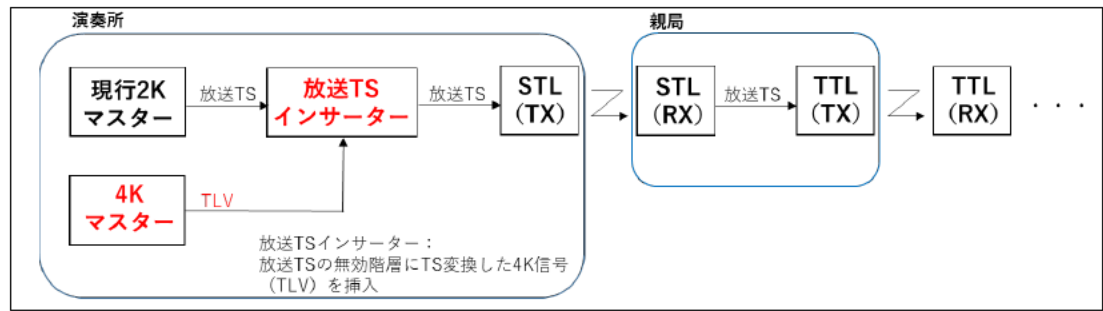 演奏所
親局
現行2K
マスター
放送TS
放送TS
インサーター
放送TS
STL
(TX)
STL
(RX)
放送TS
TTL
(TX)
TTL
(RX)
・・・
4K
マスター
TLV
放送TSインサーター：
放送TSの無効階層にTS変換した4K信号
（TLV）を挿入